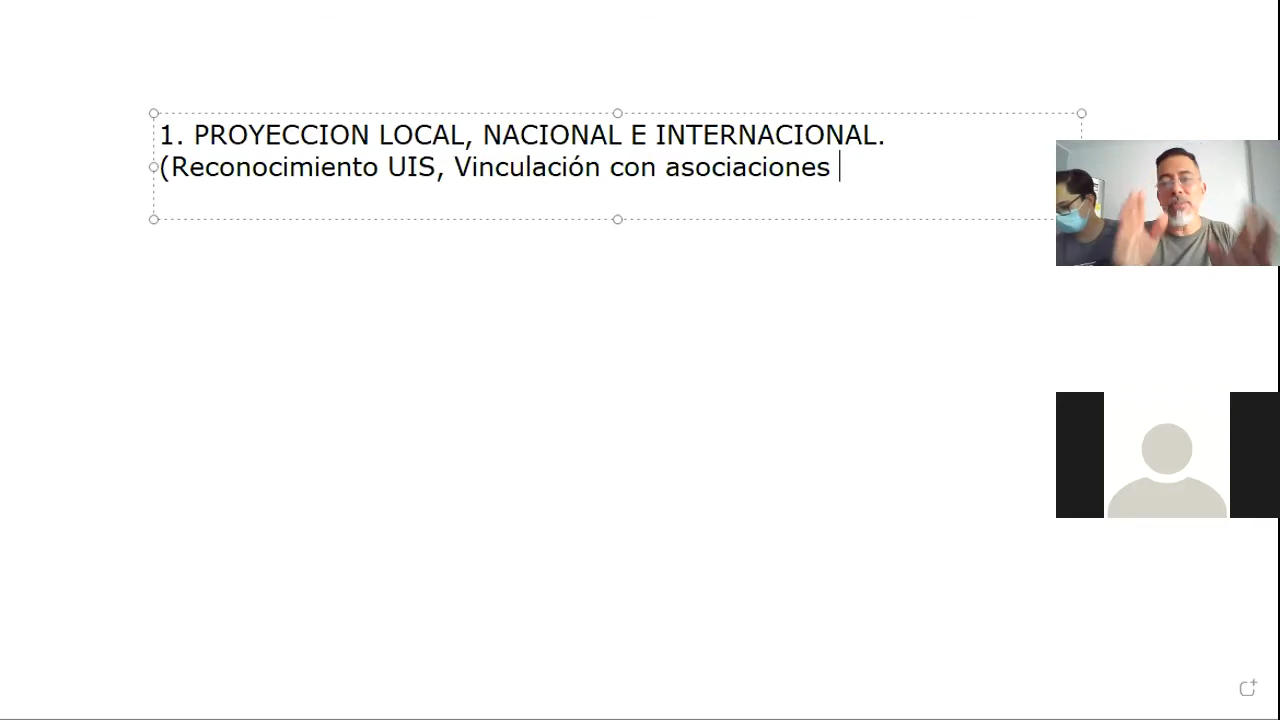 1. PROYECCION LOCAL, NACIONAL E INTERNACIONAL.
(Reconocimiento UIS, Vinculación con asociaciones